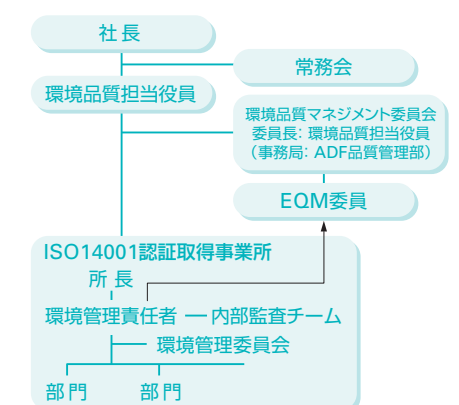 社長
常務会
環境品質担当役員
環境品質マネジメント委員会
委員長：環境品質担当役員
（事務局：ADF品質管理部）
EQM委員
ISO14001認証取得事業所
所長
環境管理責任者 ― 内部監査チーム
環境管理委員会
部門 部門